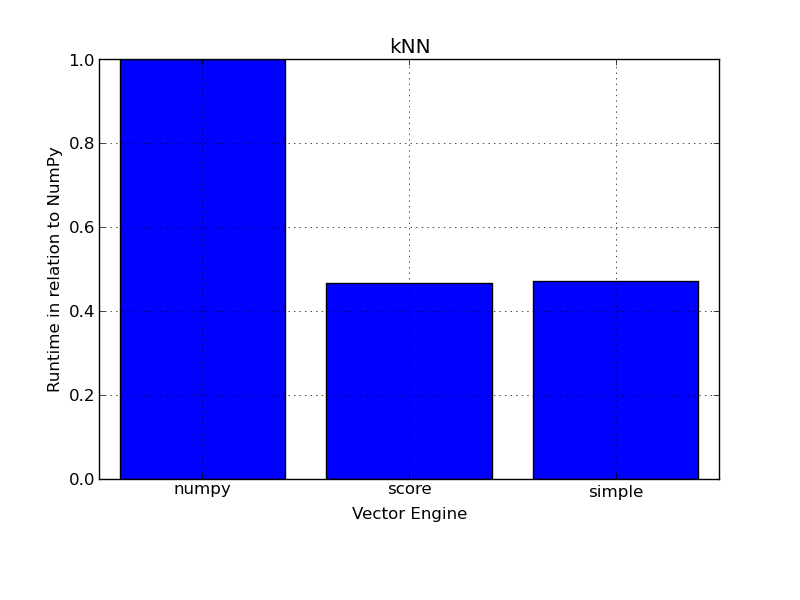 kNN
Runtime in relation to NumPy
1.0
0.8
0.6
0.4
0.2
0.0
numpy
score
simple
Vector Engine